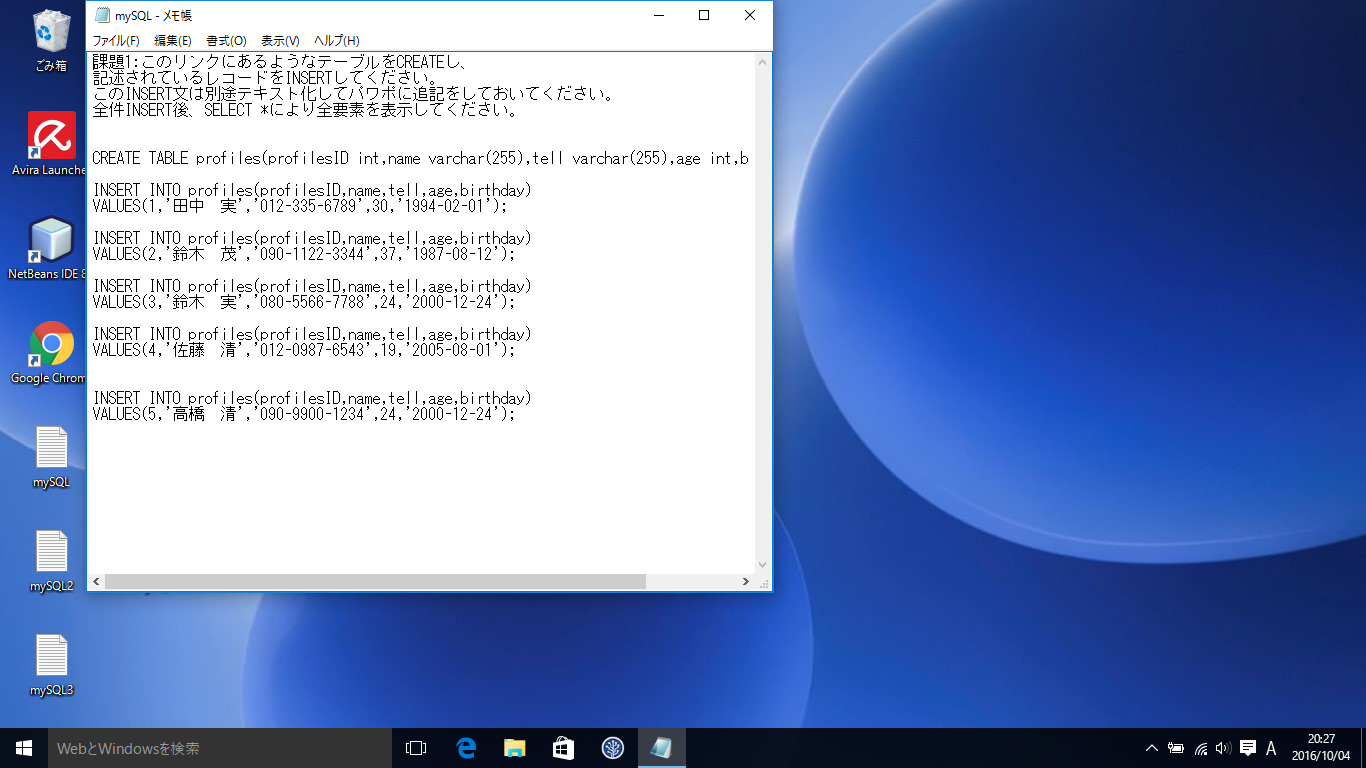 mySQL - メモ帳
ファイル(F) 編集(E) 書式(O) 表示(V) ヘルプ(H)
課題1:このリンクにあるようなテーブルをCREATEし、
記述されているレコードをINSERTしてください。
このINSERT文は別途テキスト化してパワポに追記をしておいてください。
全件INSERT後、SELECT *により全要素を表示してください。
CREATE TABLE profiles(profilesID int,name varchar(255),tell varchar(255),age int,b
INSERT INTO profiles(profilesID,name,tell,age,birthday)
VALUES(1,'田中　実','012-335-6789',30,'1994-02-01');
INSERT INTO profiles(profilesID,name,tell,age,birthday)
VALUES(2,'鈴木　茂','090-1122-3344',37,'1987-08-12');
INSERT INTO profiles(profilesID,name,tell,age,birthday)
VALUES(3,'鈴木　実','080-5566-7788',24,'2000-12-24');
INSERT INTO profiles(profilesID,name,tell,age,birthday)
VALUES(4,'佐藤　清','012-0987-6543',19,'2005-08-01');
INSERT INTO profiles(profilesID,name,tell,age,birthday)
VALUES(5,'高橋　清','090-9900-1234',24,'2000-12-24');
ごみ箱
Avira Launche
NetBeans IDE 8
Google Chrom
mySQL
mySQL2
mySQL3
WebとWindowsを検索
A
20:27
2016/10/04